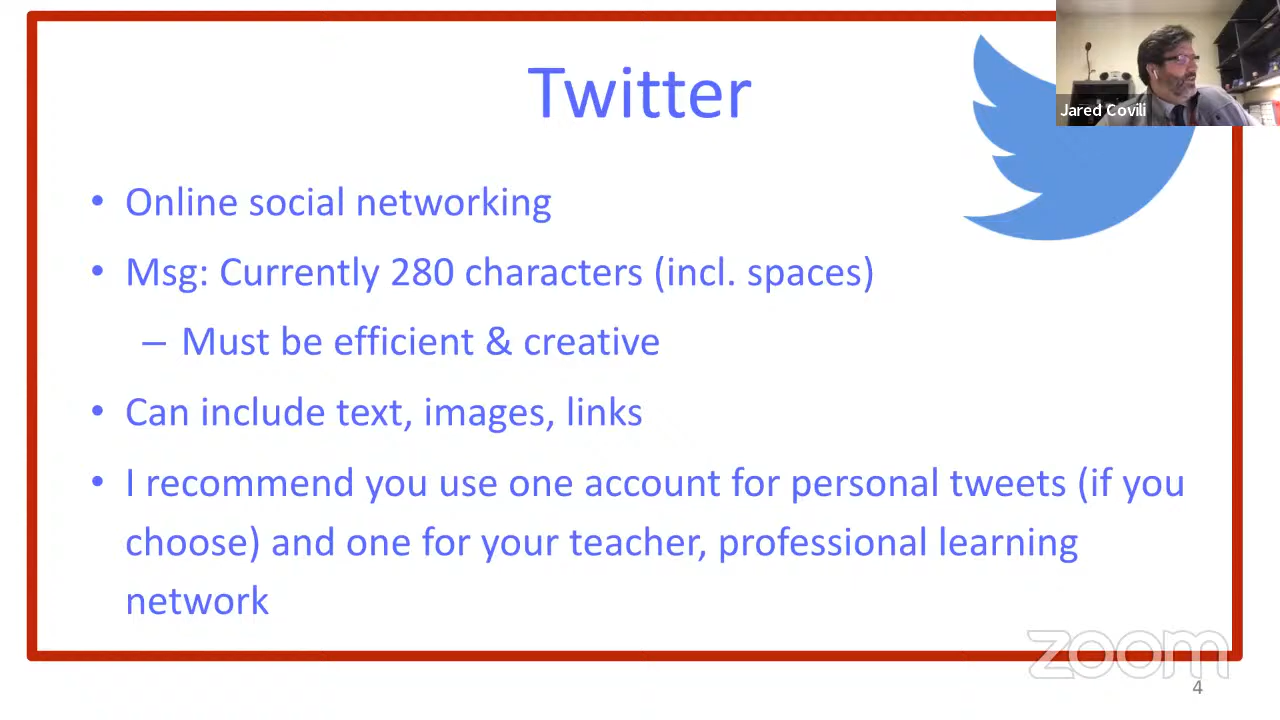 Twitter
Jared Covili
• Online social networking
• Msg: Currently 280 characters (incl. spaces)
– Must be efficient & creative
• Can include text, images, links
• I recommend you use one account for personal tweets (if you
choose) and one for your teacher, professional learning
network
zoom
4